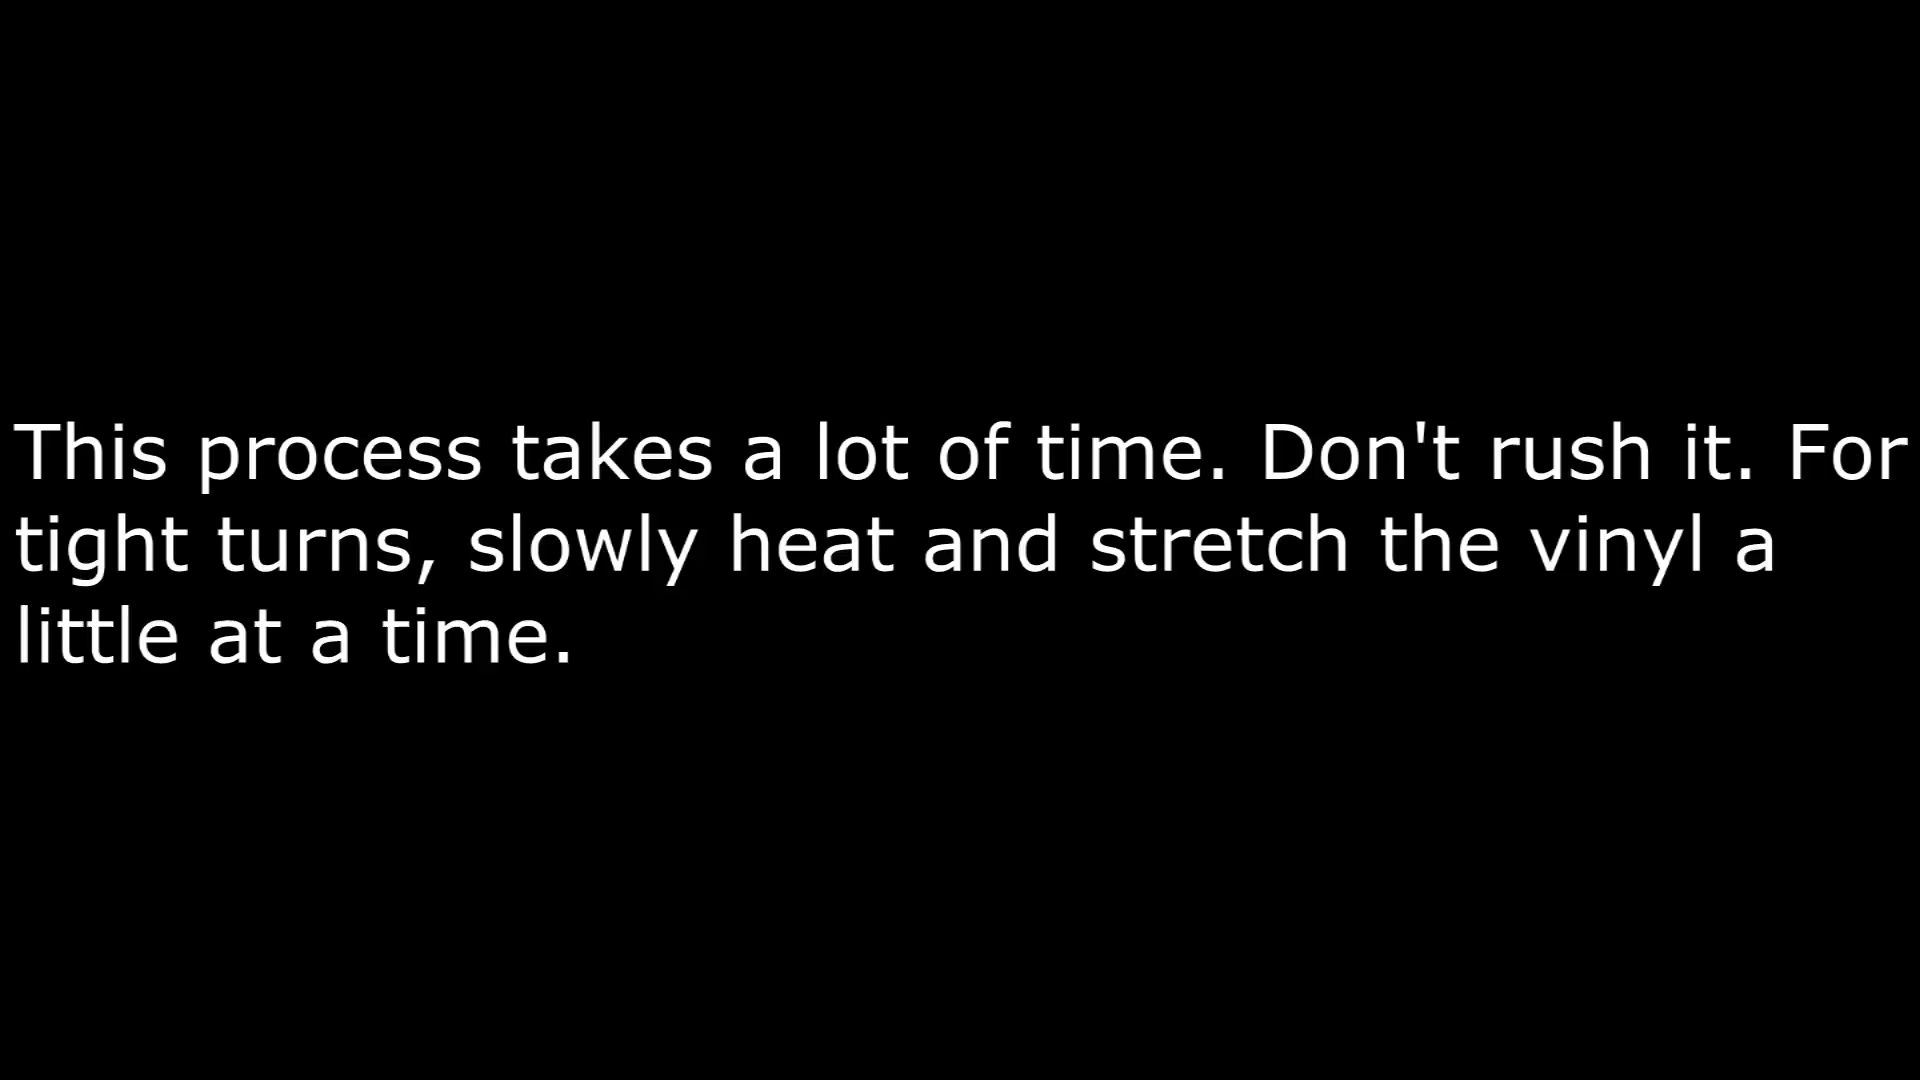 This process takes a lot of time. Don't rush it. For
tight turns, slowly heat and stretch the vinyl a
little at a time.